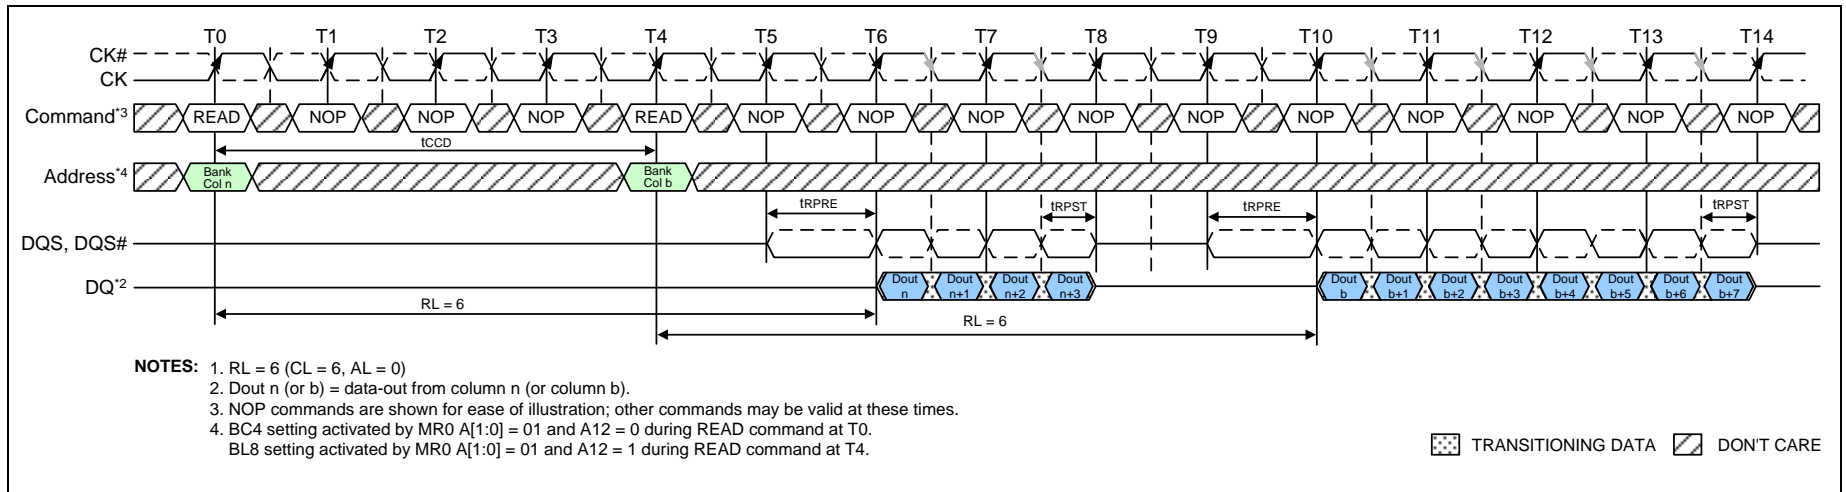 T0 T1 T2 T3 T4 T5 T6 T7 T8 T9 T10 T11 T12 T13 T14
CK#
CK
Command*3 READ NOP NOP NOP READ NOP NOP NOP NOP NOP NOP NOP NOP NOP NOP
tCCD
Address*4 Bank Col n Bank Col b
tRPRE tRPST tRPRE tRPST
DQS, DQS#
DQ*2 Dout n Dout n+1 Dout n+2 Dout n+3 Dout b Dout b+1 Dout b+2 Dout b+3 Dout b+4 Dout b+5 Dout b+6 Dout b+7
RL = 6
RL = 6
NOTES: 1. RL = 6 (CL = 6, AL = 0)
2. Dout n (or b) = data-out from column n (or column b).
3. NOP commands are shown for ease of illustration; other commands may be valid at these times.
4. BC4 setting activated by MR0 A[1:0] = 01 and A12 = 0 during READ command at T0.
BL8 setting activated by MR0 A[1:0] = 01 and A12 = 1 during READ command at T4.
TRANSITIONING DATA DON'T CARE